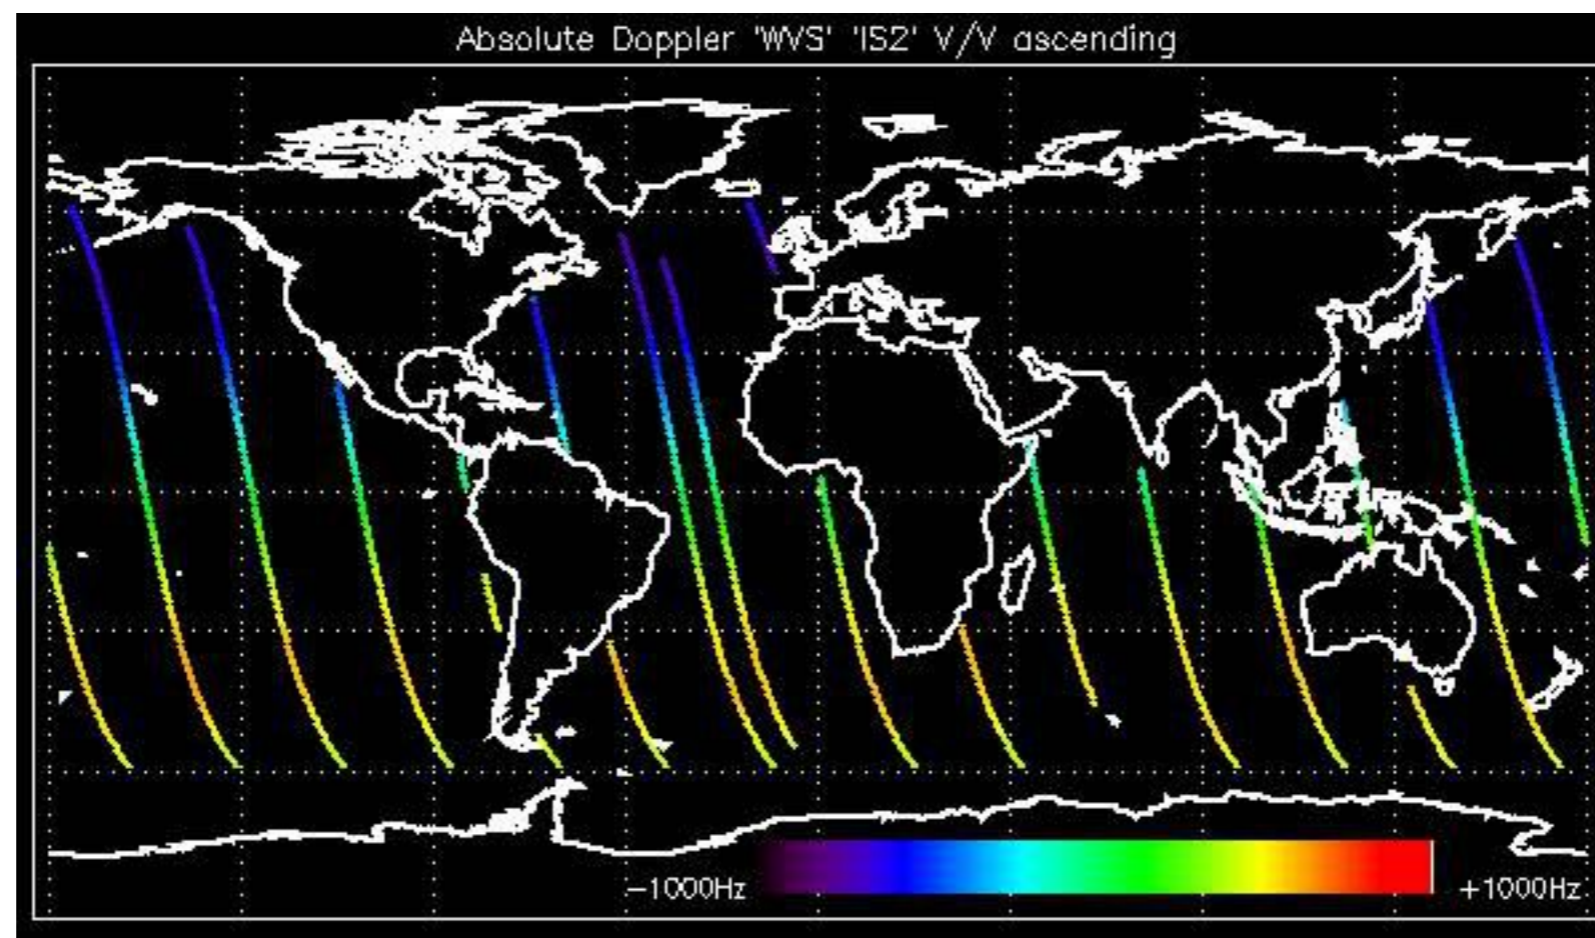 Absolute Doppler 'WVS' 'IS2' V/V ascending
−1000Hz
+1000Hz